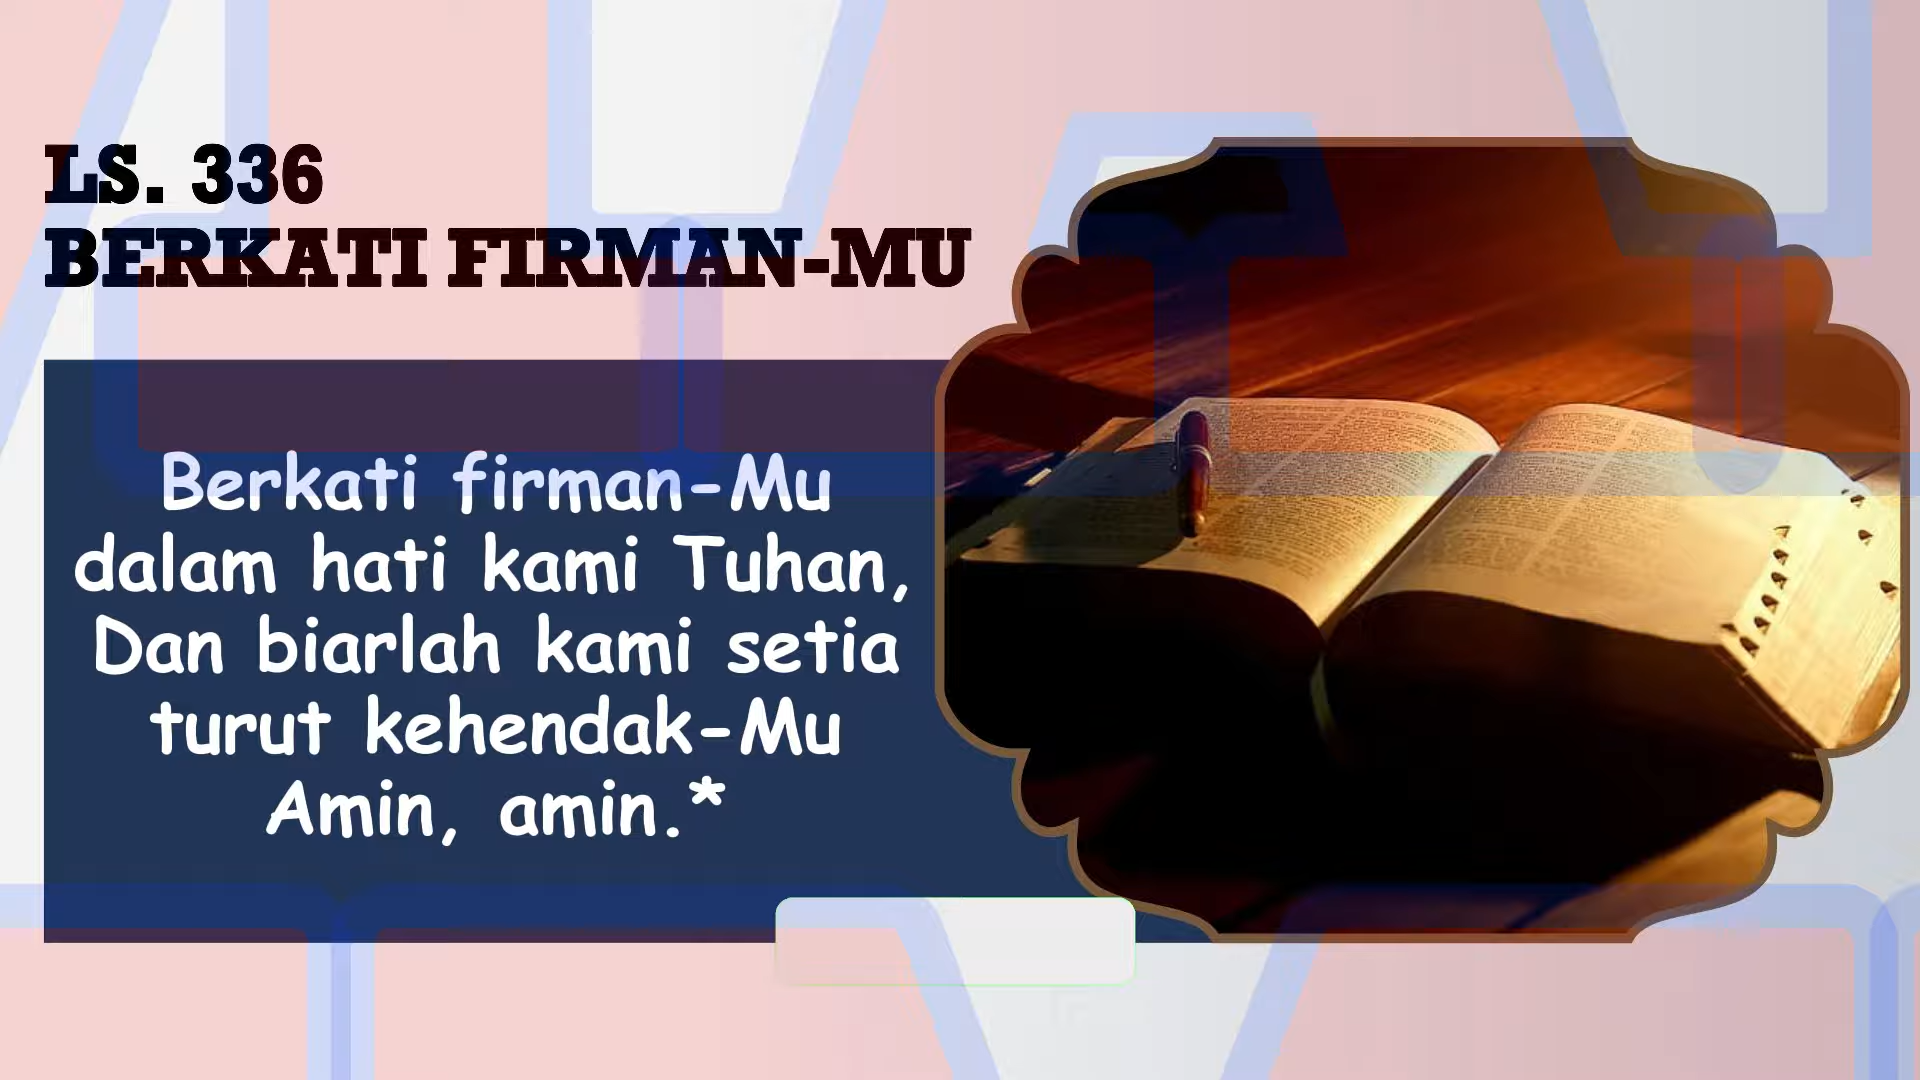 LS. 336
BERKATI FIRMAN-MU
Berkati firman-Mu
dalam hati kami Tuhan,
Dan biarlah kami setia
turut kehendak-Mu
Amin, amin.*